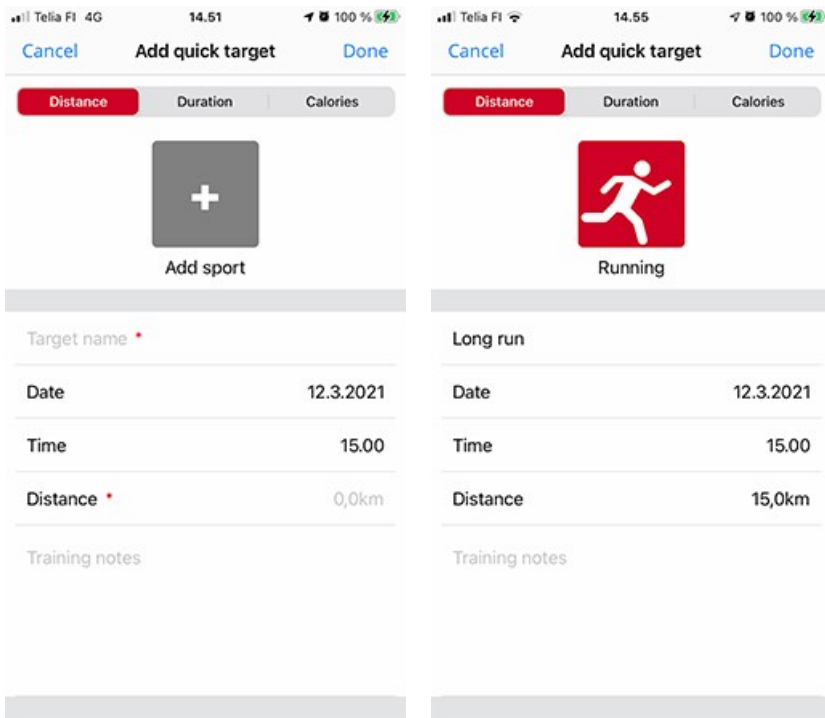 Telia FI 4G 14.51 100 %
Cancel Add quick target Done
Distance Duration Calories
+
Add sport
Target name *
Date 12.3.2021
Time 15.00
Distance * 0,0km
Training notes
Telia FI 14.55 100 %
Cancel Add quick target Done
Distance Duration Calories
Running
Long run
Date 12.3.2021
Time 15.00
Distance 15,0km
Training notes